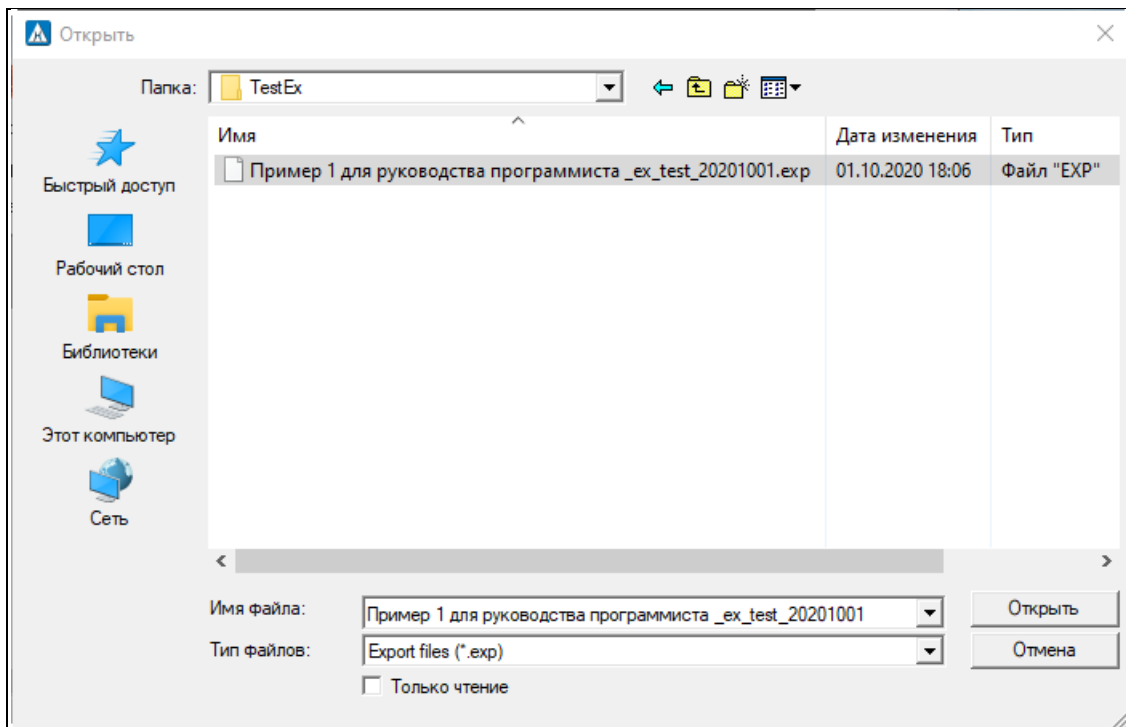 Открыть
Папка: TestEx
Имя Дата изменения Тип
Пример 1 для руководства программиста _ex_test_20201001.exp 01.10.2020 18:06 Файл "EXP"
Быстрый доступ
Рабочий стол
Библиотеки
Этот компьютер
Сеть
Имя файла: Пример 1 для руководства программиста _ex_test_20201001 Открыть
Тип файлов: Export files (*.exp) Отмена
Только чтение